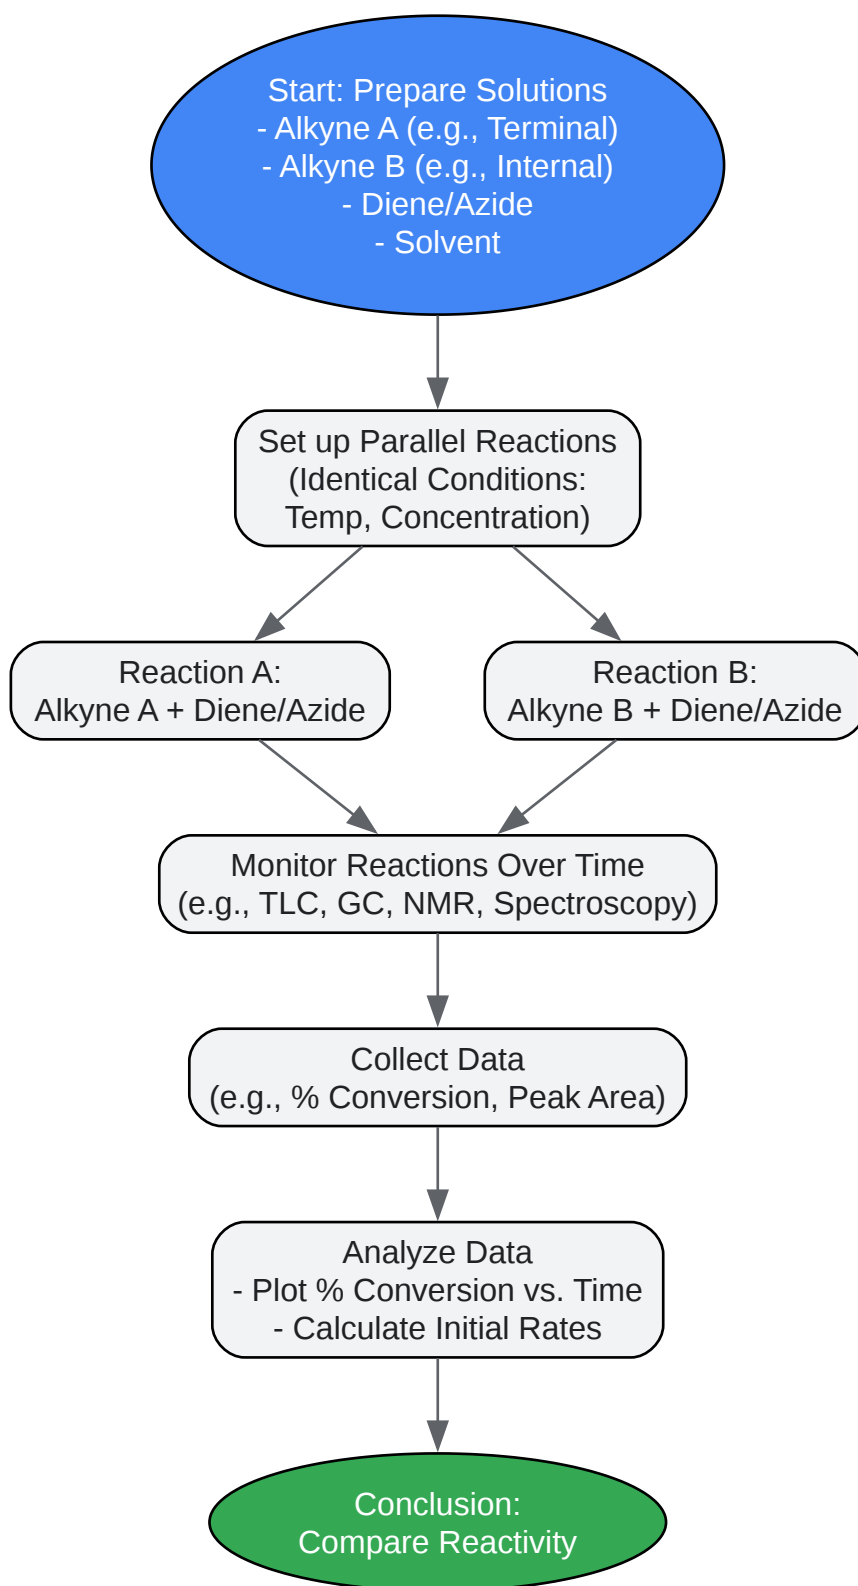 Start: Prepare Solutions
- Alkyne A (e.g., Terminal)
- Alkyne B (e.g., Internal)
- Diene/Azide
- Solvent
Set up Parallel Reactions
(Identical Conditions:
Temp, Concentration)
Reaction A:
Alkyne A + Diene/Azide
Reaction B:
Alkyne B + Diene/Azide
Monitor Reactions Over Time
(e.g., TLC, GC, NMR, Spectroscopy)
Collect Data
(e.g., % Conversion, Peak Area)
Analyze Data
- Plot % Conversion vs. Time
- Calculate Initial Rates
Conclusion:
Compare Reactivity